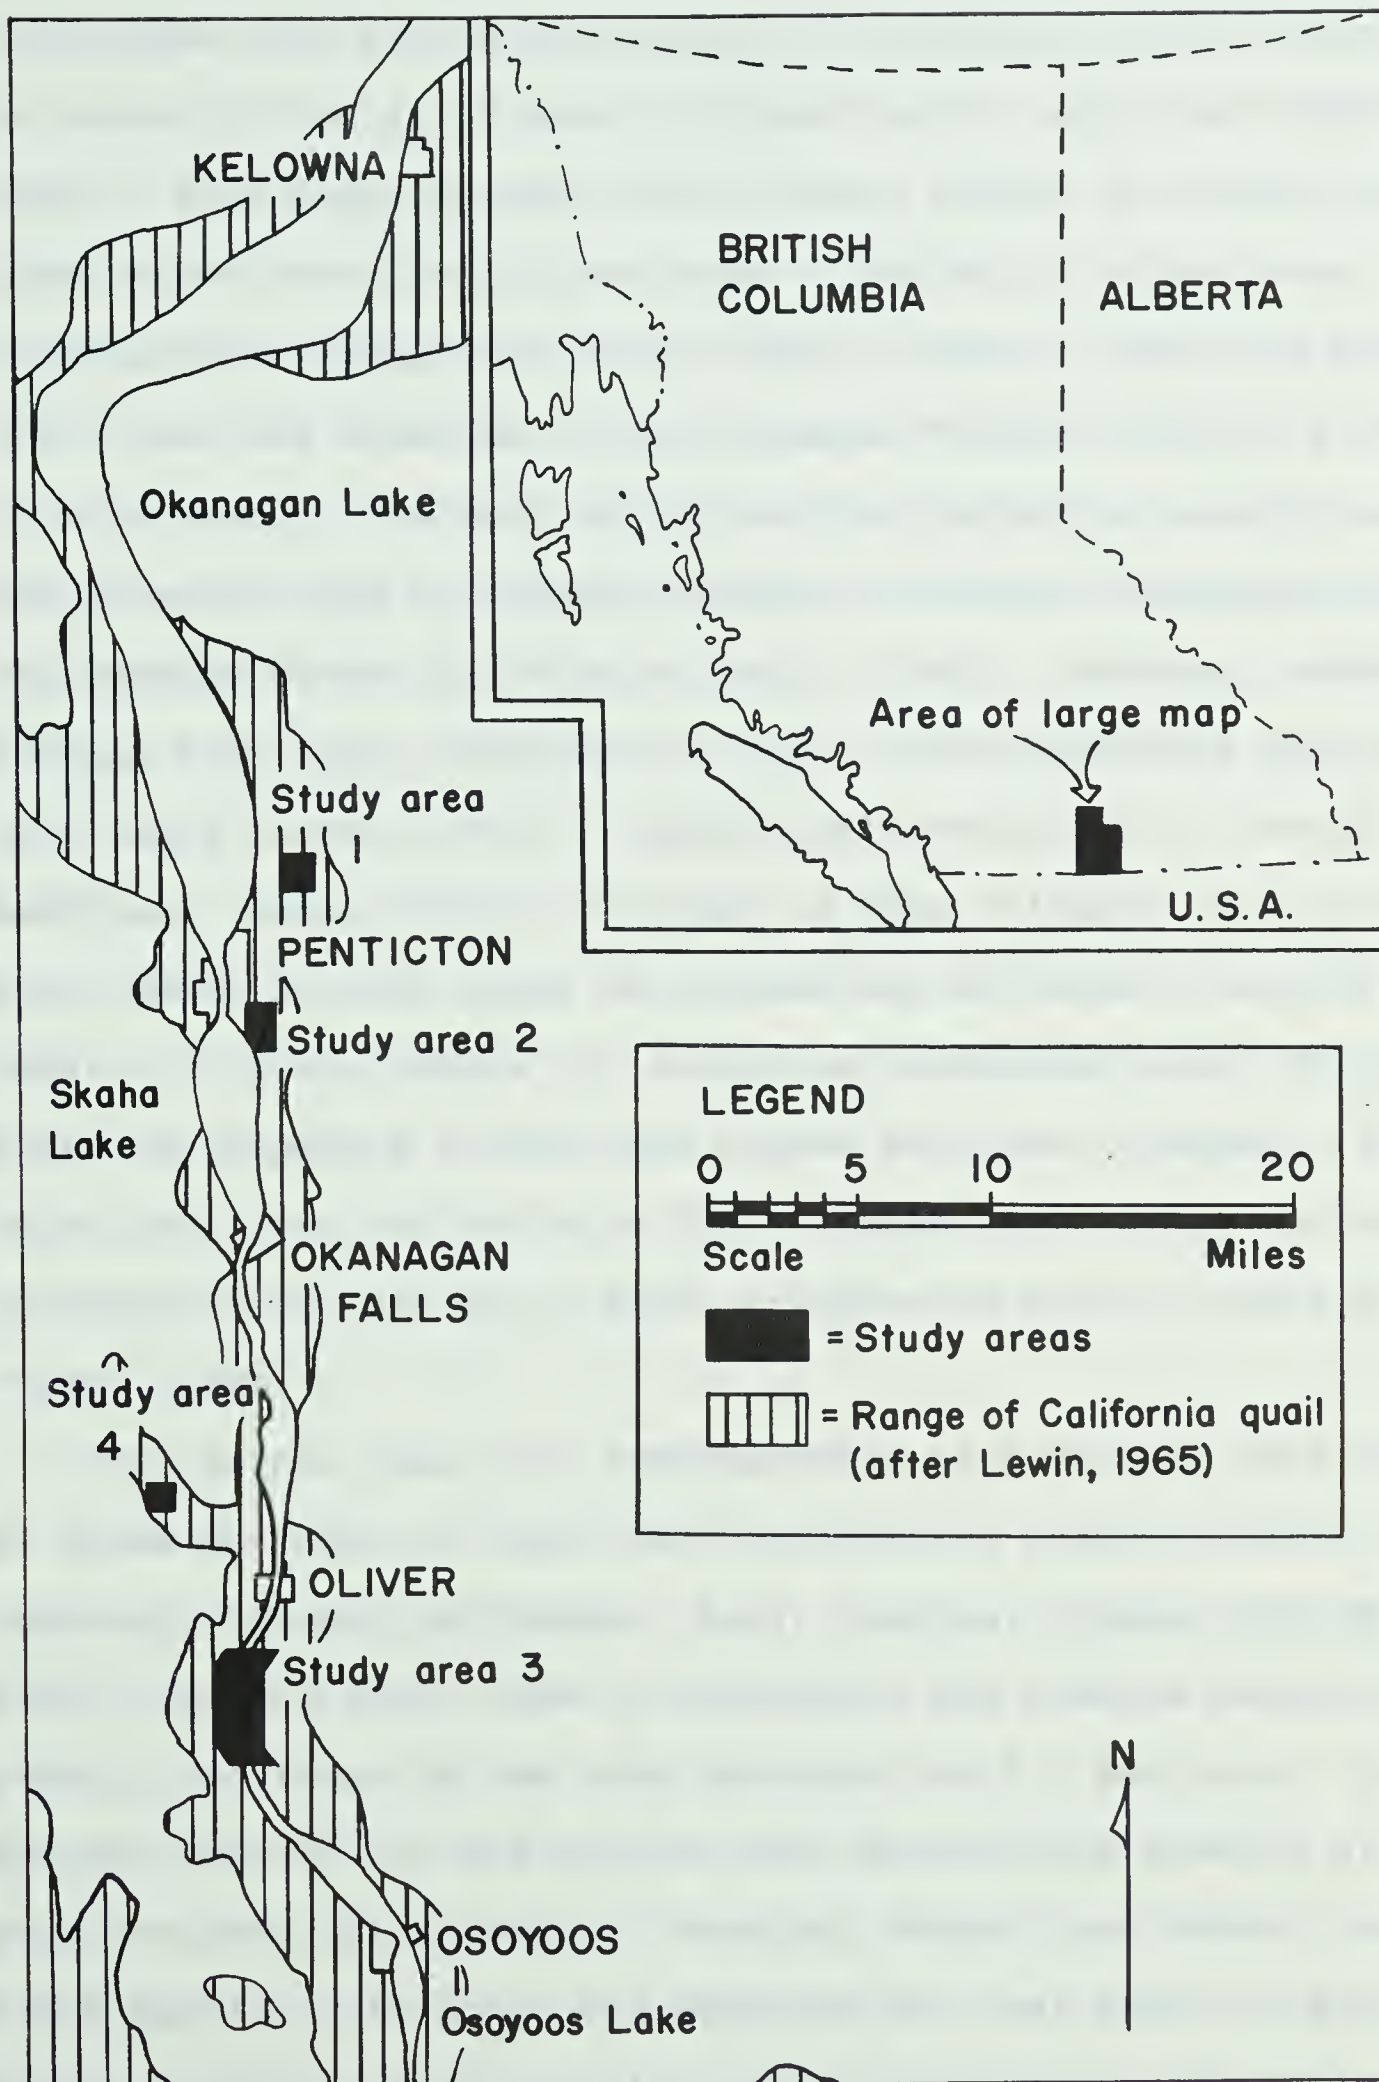 KELOWNA
BRITISH
COLUMBIA
ALBERTA
Okanagan Lake
Area of large map
U.S.A.
Study area
1
PENTICTON
Study area 2
Skaha
Lake
OKANAGAN
FALLS
Study area
4
OLIVER
Study area 3
OSOYOOS
Osoyoos Lake
LEGEND
0 5 10 20
Scale Miles
= Study areas
= Range of California quail
(after Lewin, 1965)
N